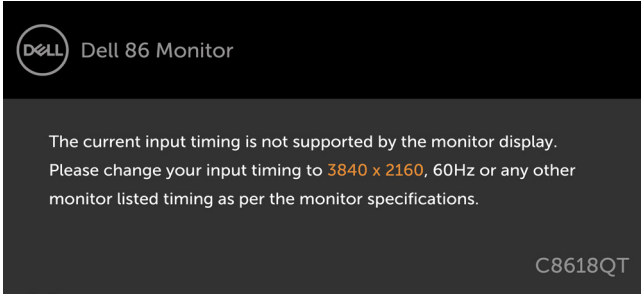 DELL
Dell 86 Monitor
The current input timing is not supported by the monitor display.
Please change your input timing to 3840 x 2160, 60Hz or any other
monitor listed timing as per the monitor specifications.
C8618QT